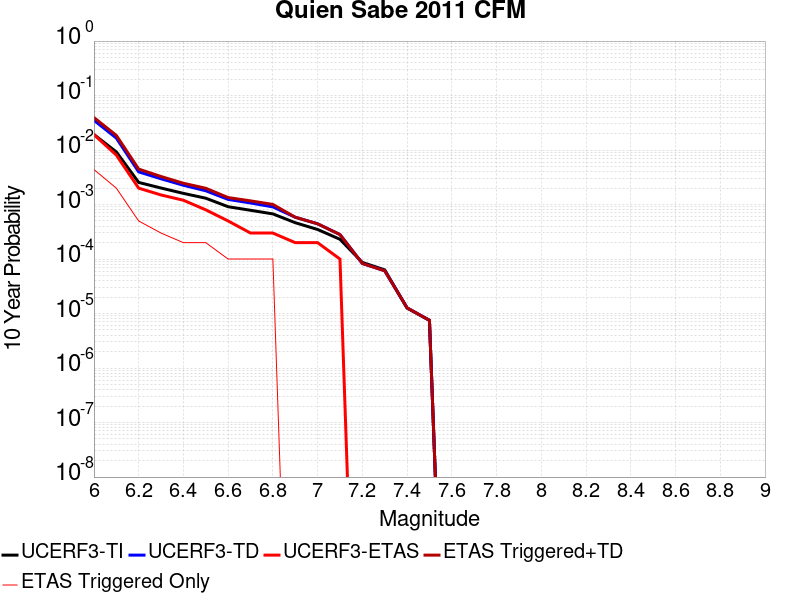 Quien Sabe 2011 CFM
10 Year Probability
10^0
10^-1
10^-2
10^-3
10^-4
10^-5
10^-6
10^-7
10^-8
6 6.2 6.4 6.6 6.8 7 7.2 7.4 7.6 7.8 8 8.2 8.4 8.6 8.8 9
Magnitude
UCERF3-TI UCERF3-TD UCERF3-ETAS ETAS Triggered+TD
ETAS Triggered Only